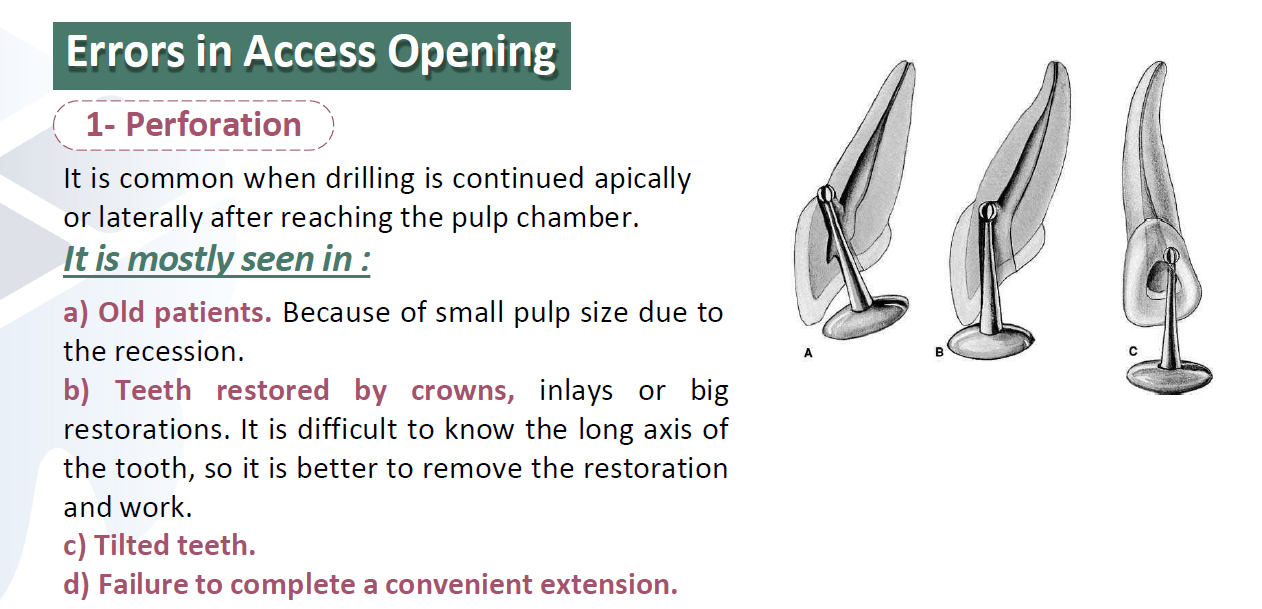 Errors in Access Opening
1- Perforation
It is common when drilling is continued apically
or laterally after reaching the pulp chamber.
It is mostly seen in :
a) Old patients. Because of small pulp size due to
the recession.
b) Teeth restored by crowns, inlays or big
restorations. It is difficult to know the long axis of
the tooth, so it is better to remove the restoration
and work.
c) Tilted teeth.
d) Failure to complete a convenient extension.
A
B
C